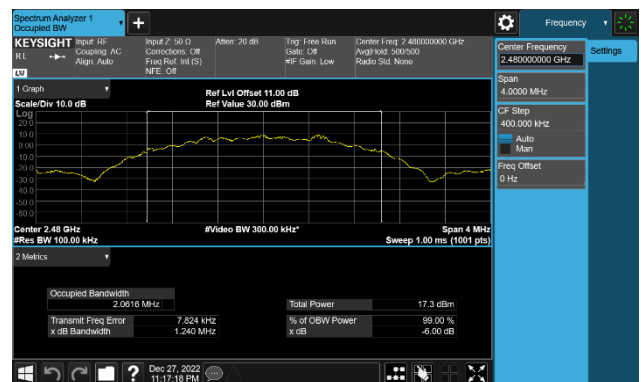 Spectrum Analyzer 1
Occupied BW
Frequency
KEYSIGHT
Input: RF
Coupling: AC
Align: Auto
RL
Input Z: 50 Ω
Corrections: Off
Freq Ref: Int (S)
NFE: Off
Atten: 20 dB
Trig: Free Run
Gate: Off
#IF Gain: Low
Center Freq: 2.480000000 GHz
Avg|Hold: 500/500
Radio Std: None
Center Frequency
2.480000000 GHz
Settings
Span
4.0000 MHz
CF Step
400.000 kHz
Auto
Man
Freq Offset
0 Hz
1 Graph
Scale/Div 10.0 dB
Ref Lvl Offset 11.00 dB
Ref Value 30.00 dBm
Log
20.0
10.0
0.00
-10.0
-20.0
-30.0
-40.0
-50.0
-60.0
Center 2.48 GHz
#Res BW 100.00 kHz
#Video BW 300.00 kHz*
Span 4 MHz
Sweep 1.00 ms (1001 pts)
2 Metrics
Occupied Bandwidth
2.0616 MHz
Total Power
17.3 dBm
Transmit Freq Error
7.824 kHz
% of OBW Power
99.00 %
x dB Bandwidth
1.240 MHz
x dB
-6.00 dB
Dec 27, 2022
11:17:18 PM